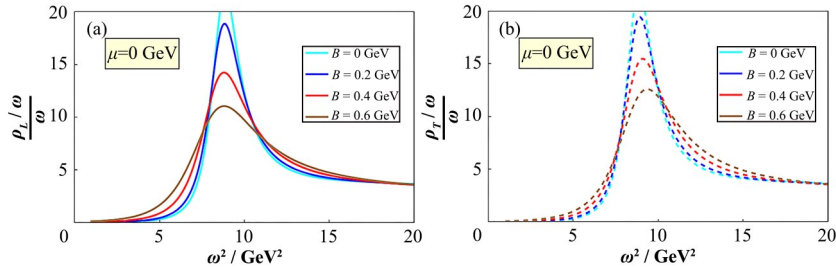 20
(a)
μ=0 GeV
B = 0 GeV
B = 0.2 GeV
B = 0.4 GeV
B = 0.6 GeV
15
10
5
ρL / ω
ω
0
5
10
15
20
ω² / GeV²
20
(b)
μ=0 GeV
B = 0 GeV
B = 0.2 GeV
B = 0.4 GeV
B = 0.6 GeV
15
10
5
ρT / ω
ω
0
5
10
15
20
ω² / GeV²